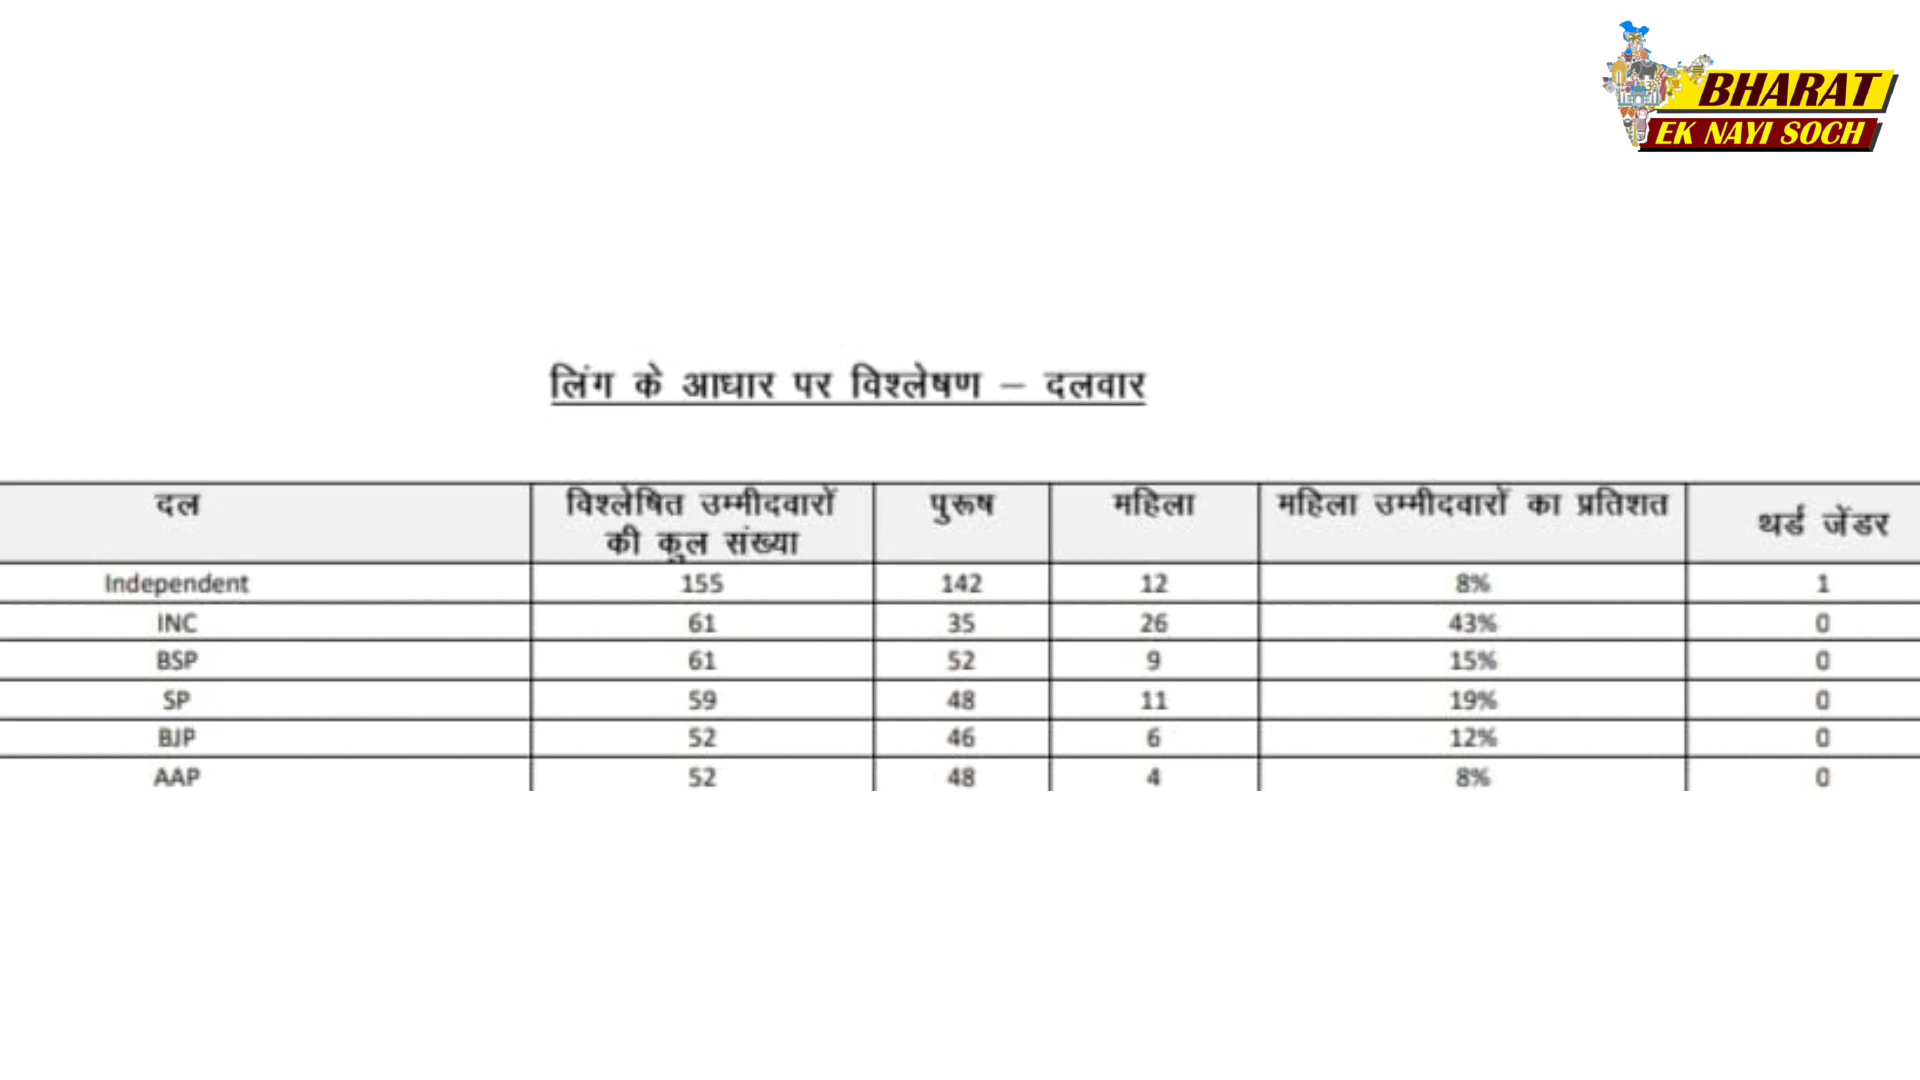 BHARAT
EK NAYI SOCH
लिंग के आधार पर विश्लेषण – दलवार
दल विश्लेषित उम्मीदवारों की कुल संख्या पुरूष महिला महिला उम्मीदवारों का प्रतिशत थर्ड जेंडर
Independent 155 142 12 8% 1
INC 61 35 26 43% 0
BSP 61 52 9 15% 0
SP 59 48 11 19% 0
BJP 52 46 6 12% 0
AAP 52 48 4 8% 0